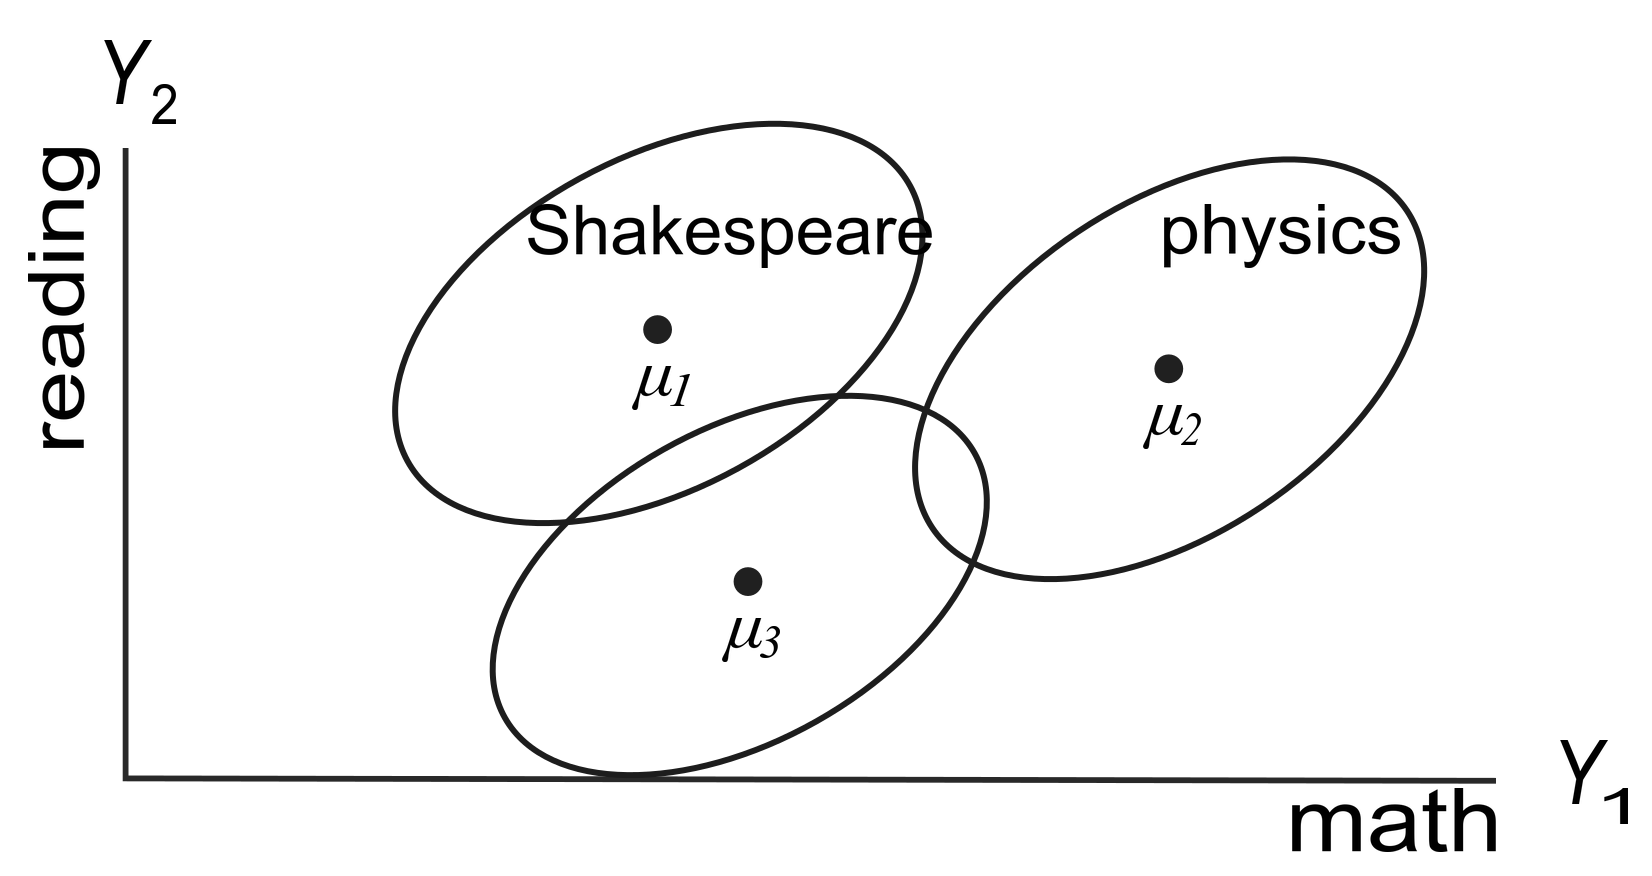 Y2
reading
Shakespeare
physics
μ1
μ2
μ3
math
Y1